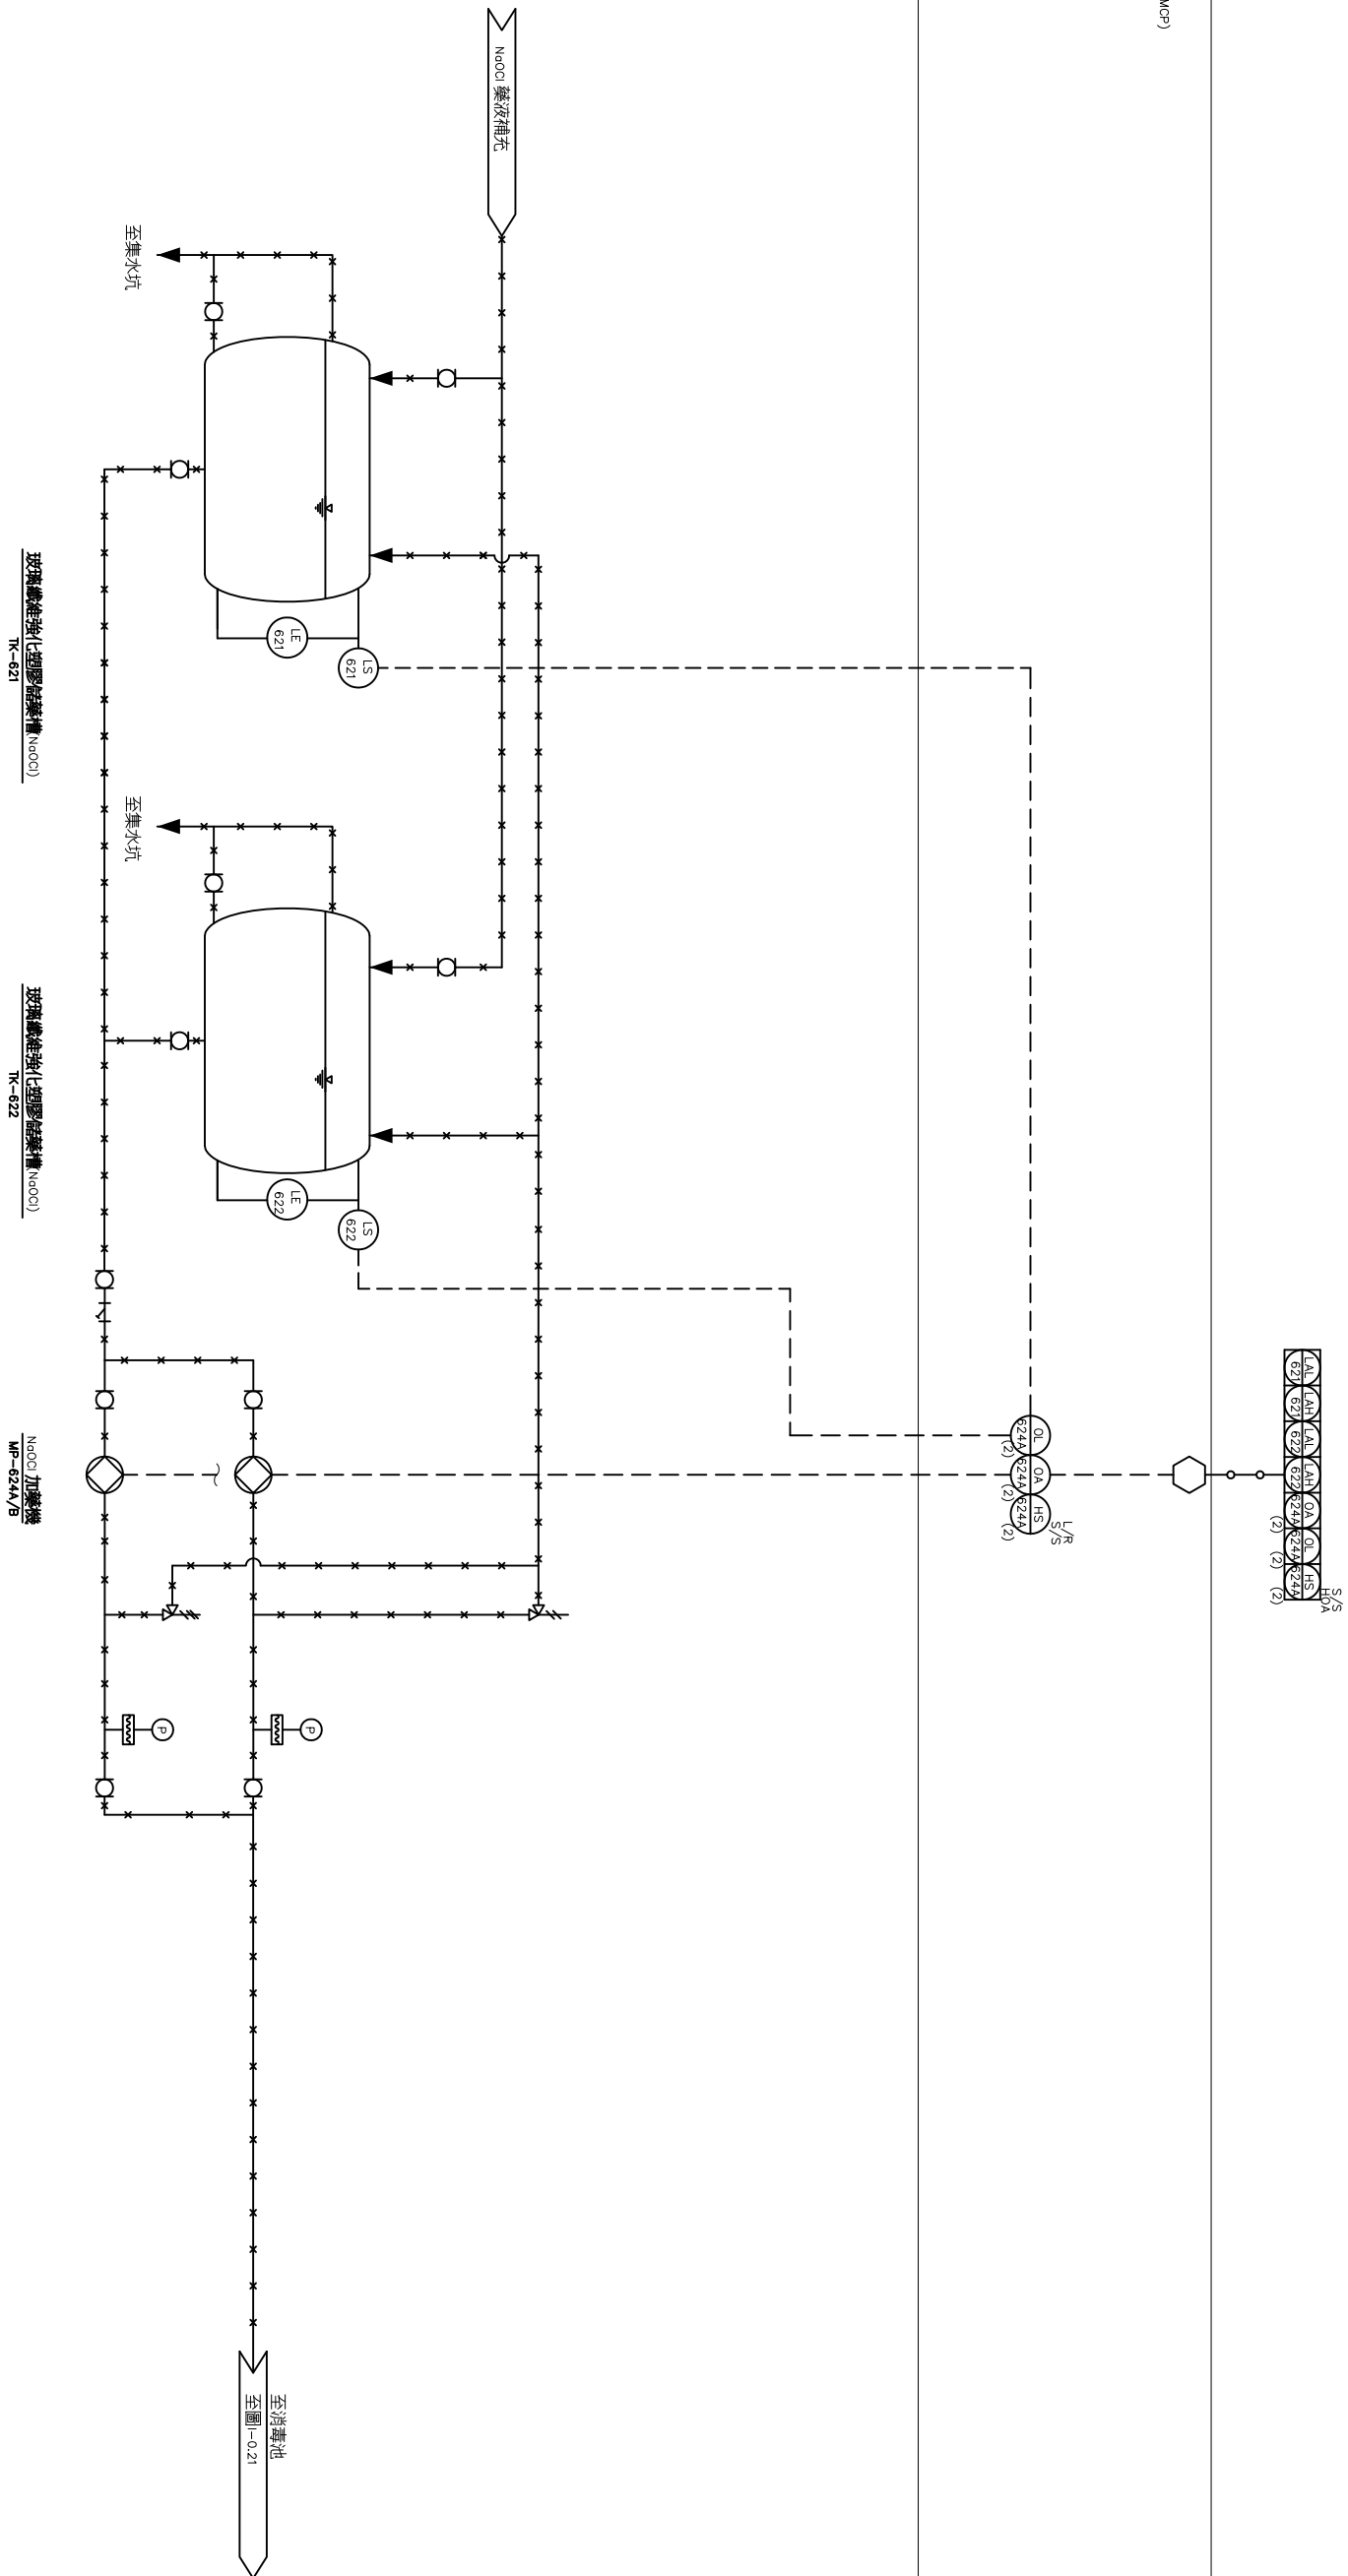 MCP)
LAL
621
LAH
621
LAL
622
LAH
622
OA
624A
(2)
OL
624A
(2)
HS
624A
(2)
S/S
HOA
OL
624A
(2)
OA
624A
(2)
HS
624A
(2)
L/R
S/S
NaOCl 藥液補充
至集水坑
LE
621
LS
621
至集水坑
LE
622
LS
622
P
P
至消毒池
至圖I-0.21
玻璃纖維強化塑膠儲藥槽(NaOCl)
TK-621
玻璃纖維強化塑膠儲藥槽(NaOCl)
TK-622
NaOCl 加藥機
MP-624A/B